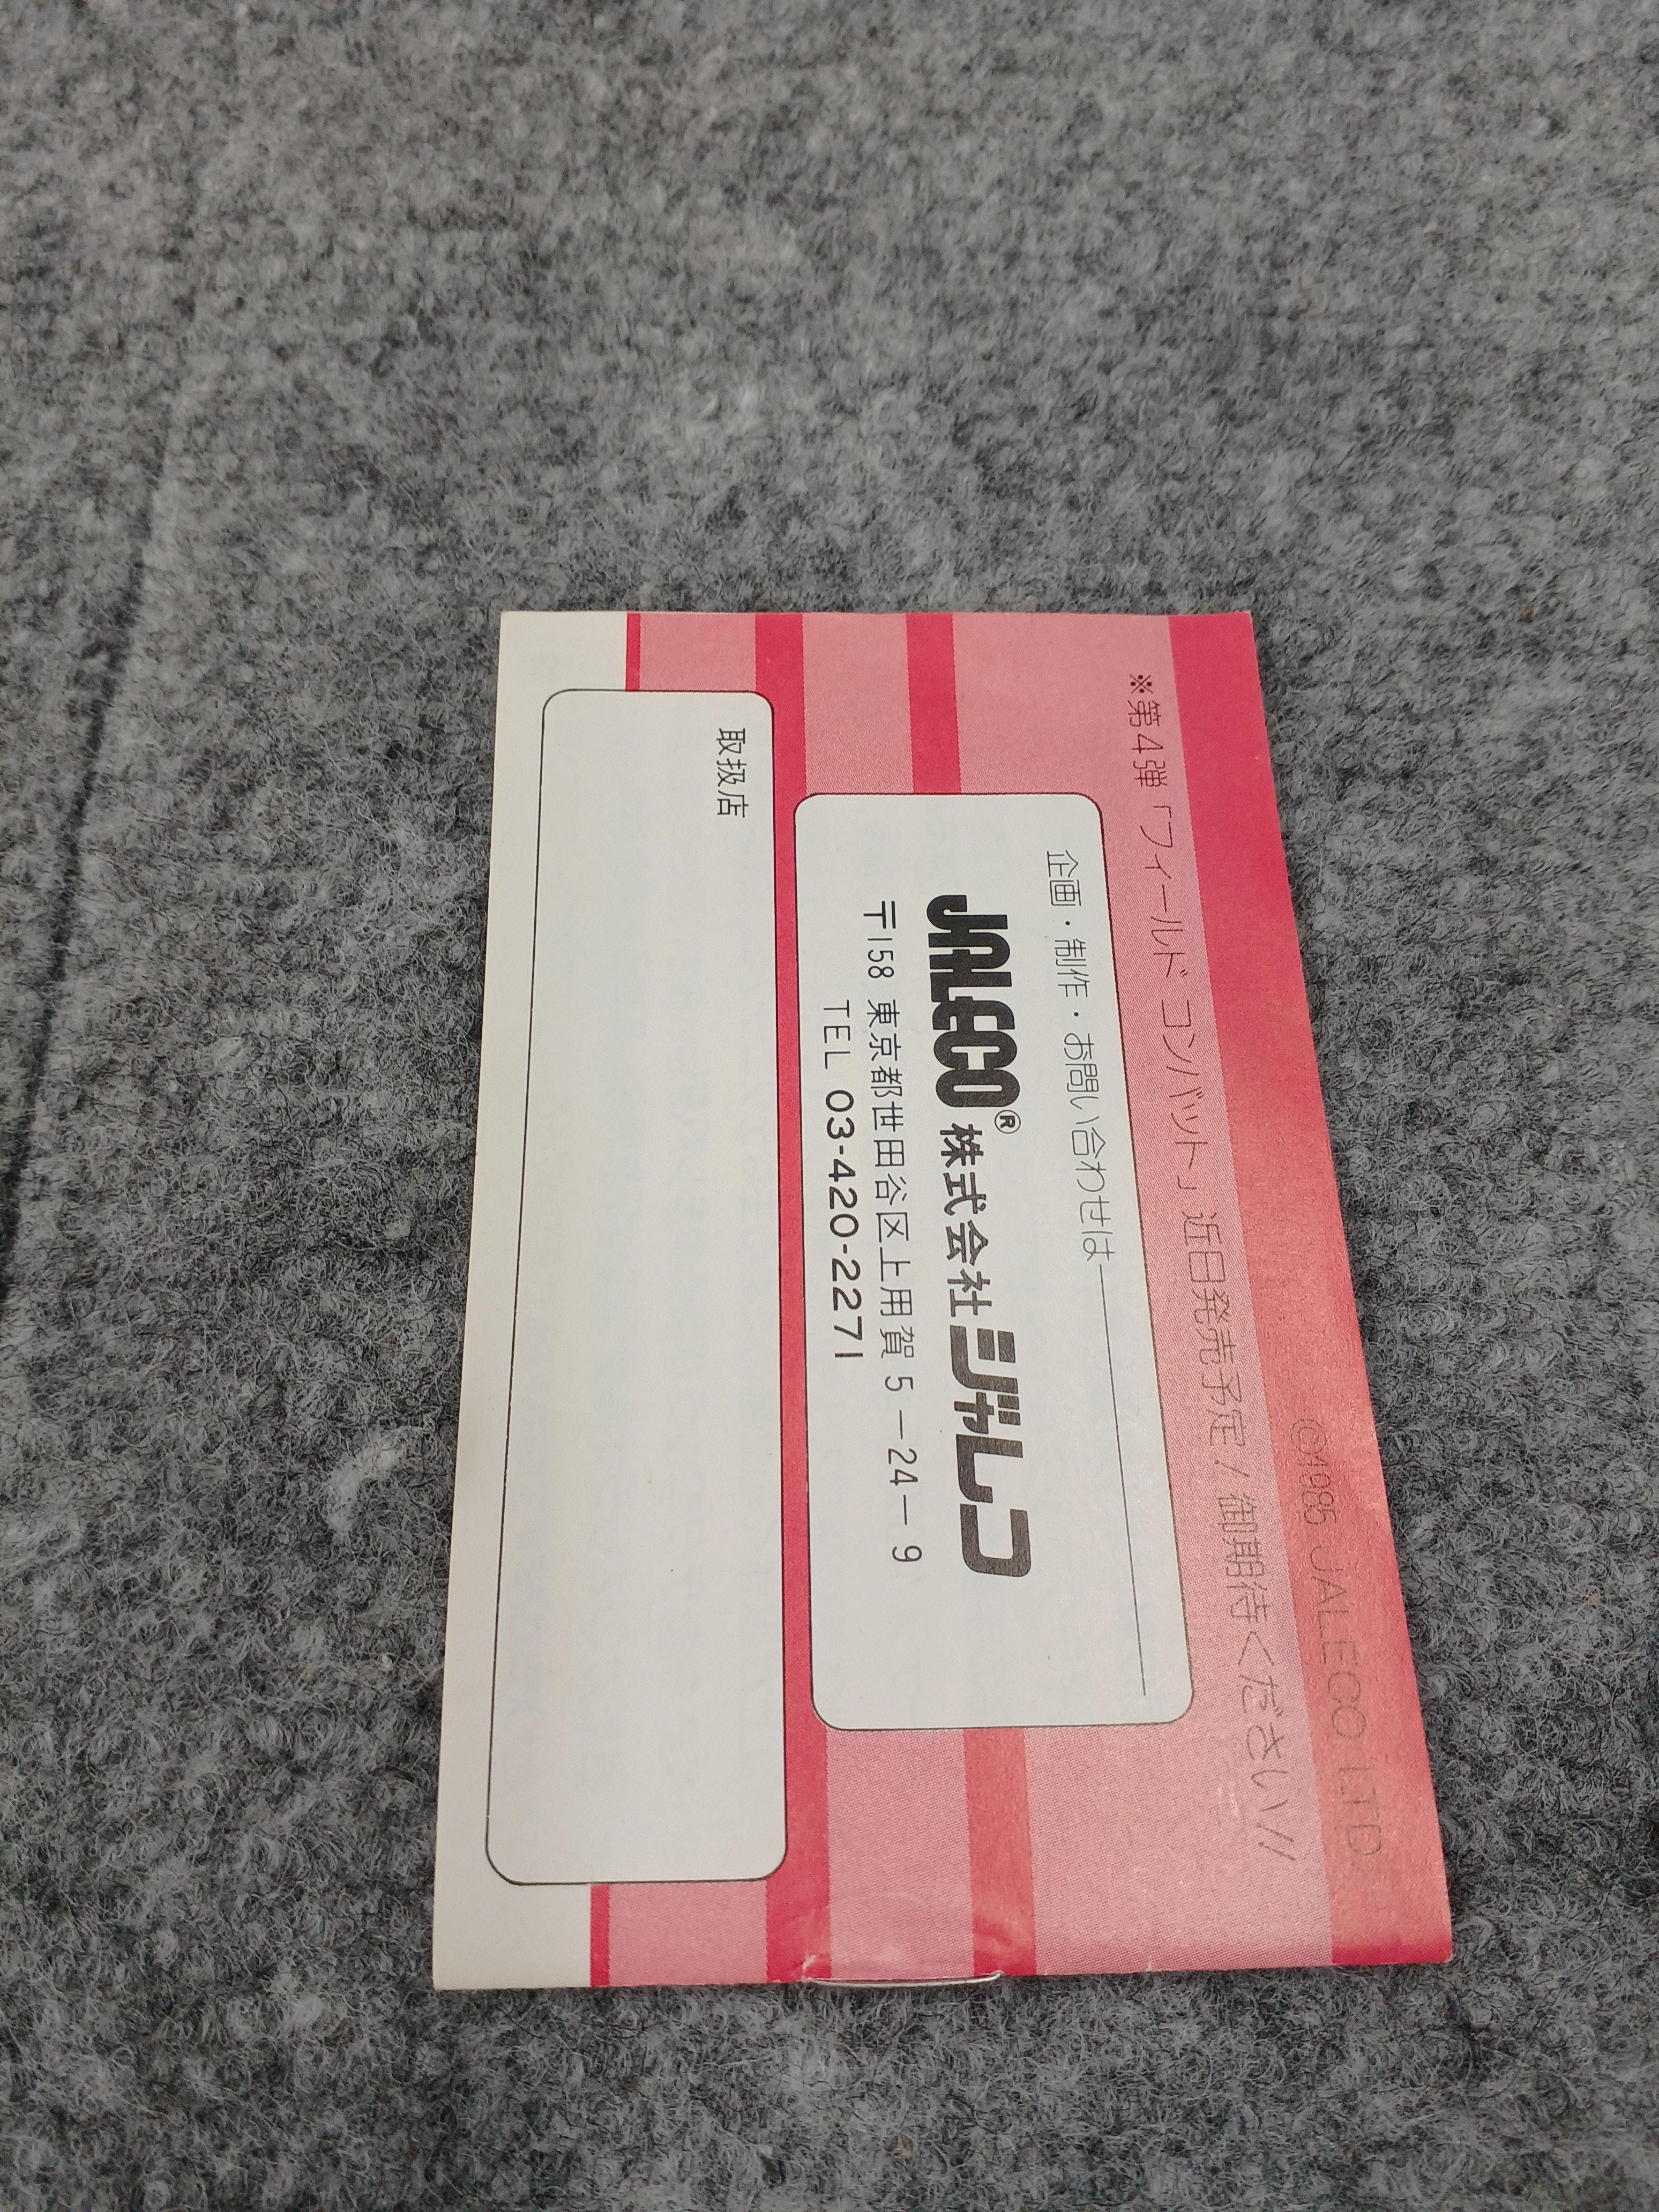 ©1985 JALECO LTD.
※第4弾「フィールド コンバット」近日発売予定/御期待ください//
企画・制作・お問い合わせは
JALECO® 株式会社ジャレコ
〒158 東京都世田谷区上用賀5-24-9
TEL 03-420-2271
取扱店